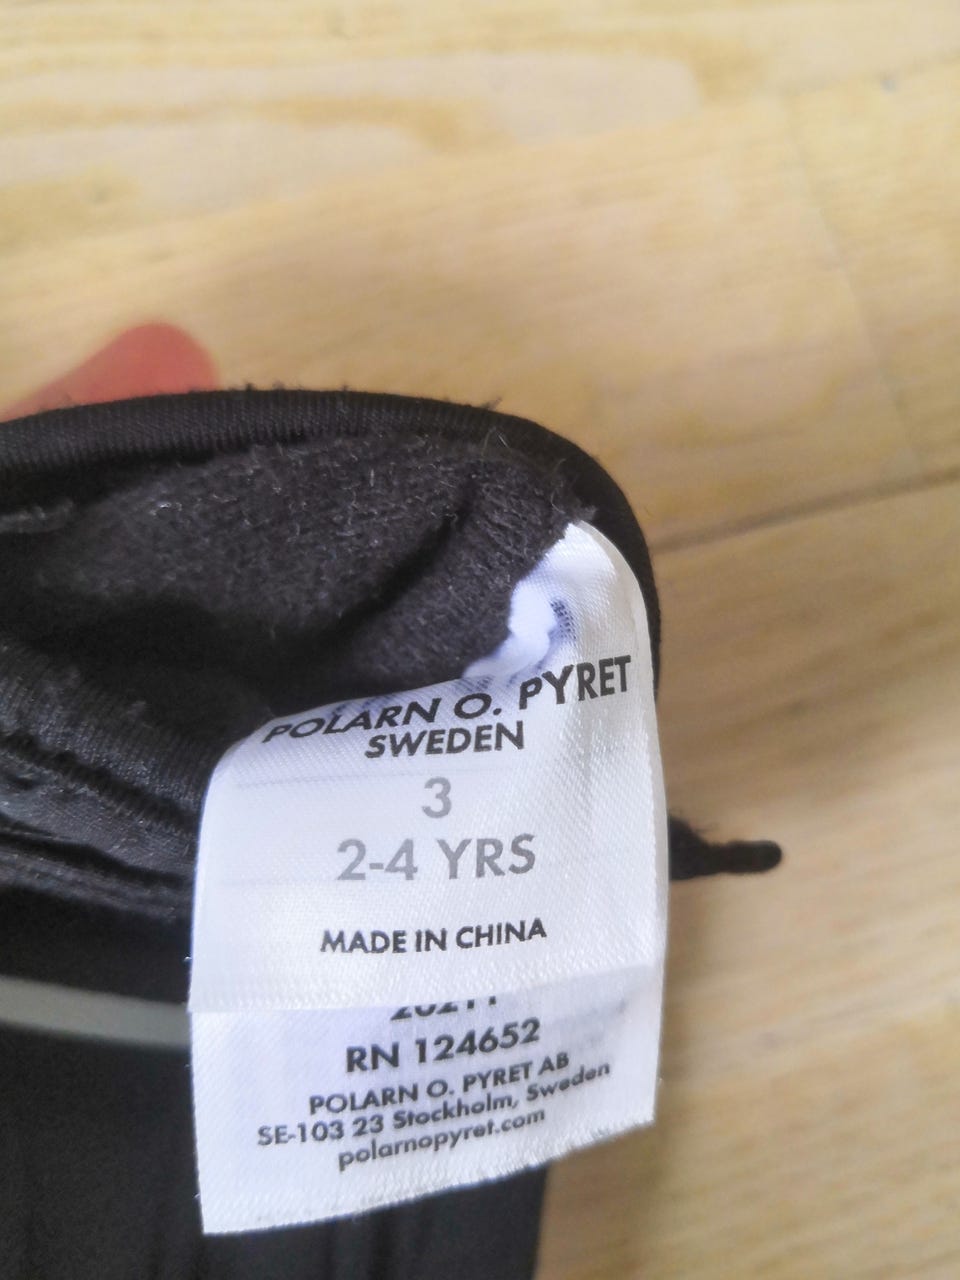 POLARN O. PYRET
SWEDEN
3
2-4 YRS
MADE IN CHINA
RN 124652
POLARN O. PYRET AB
SE-103 23 Stockholm, Sweden
polarnopyret.com